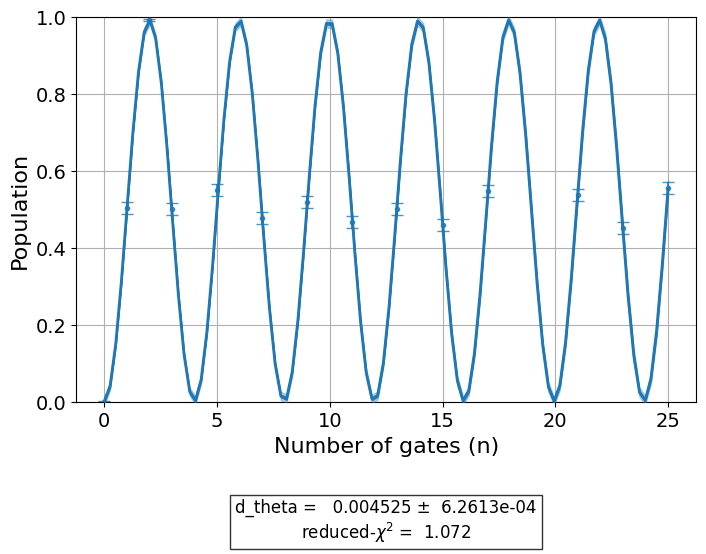 1.0
0.8
0.6
0.4
0.2
0.0
Population
0 5 10 15 20 25
Number of gates (n)
d_theta = 0.004525 ± 6.2613e-04
reduced-χ² = 1.072